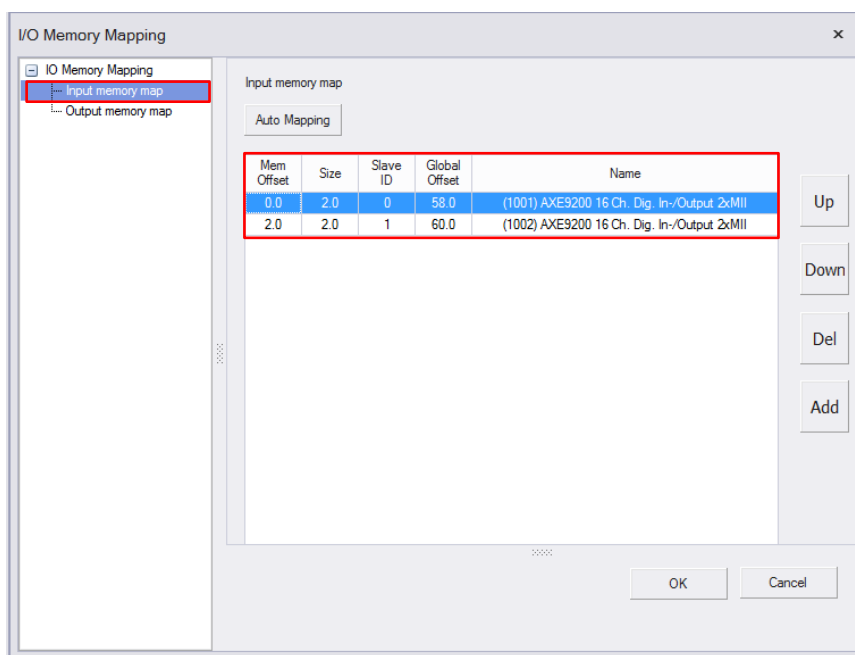 I/O Memory Mapping
×
IO Memory Mapping
Input memory map
Output memory map
Input memory map
Auto Mapping
Mem Offset Size Slave ID Global Offset Name
0.0 2.0 0 58.0 (1001) AXE9200 16 Ch. Dig. In-/Output 2xMII
2.0 2.0 1 60.0 (1002) AXE9200 16 Ch. Dig. In-/Output 2xMII
Up
Down
Del
Add
OK Cancel